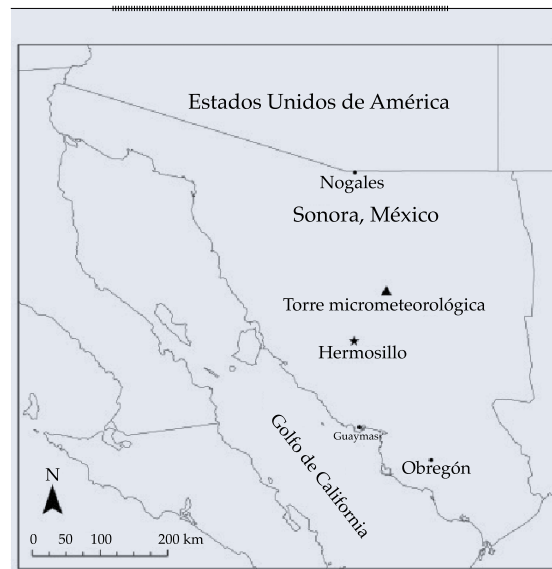 Estados Unidos de América
Nogales
Sonora, México
Torre micrometeorológica
Hermosillo
Guaymas
Golfo de California
Obregón
N
0 50 100 200 km